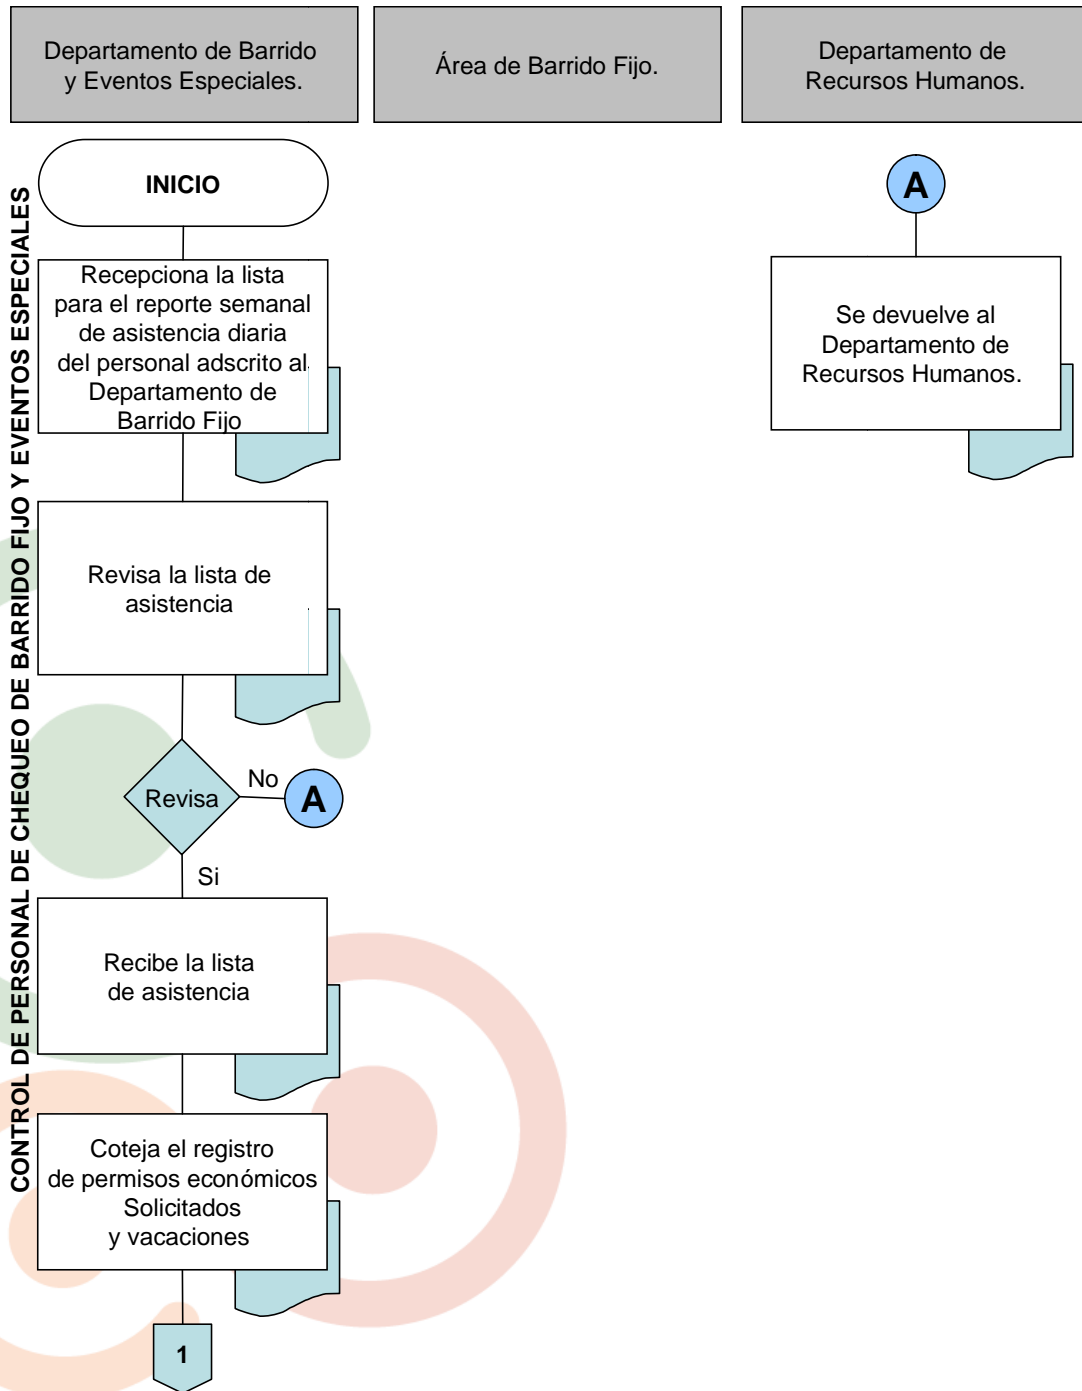 Departamento de Barrido
y Eventos Especiales.
Área de Barrido Fijo.
Departamento de
Recursos Humanos.
CONTROL DE PERSONAL DE CHEQUEO DE BARRIDO FIJO Y EVENTOS ESPECIALES
INICIO
Recepciona la lista
para el reporte semanal
de asistencia diaria
del personal adscrito al
Departamento de
Barrido Fijo
Revisa la lista de
asistencia
Revisa
No
A
Si
Recibe la lista
de asistencia
Coteja el registro
de permisos económicos
Solicitados
y vacaciones
1
A
Se devuelve al
Departamento de
Recursos Humanos.